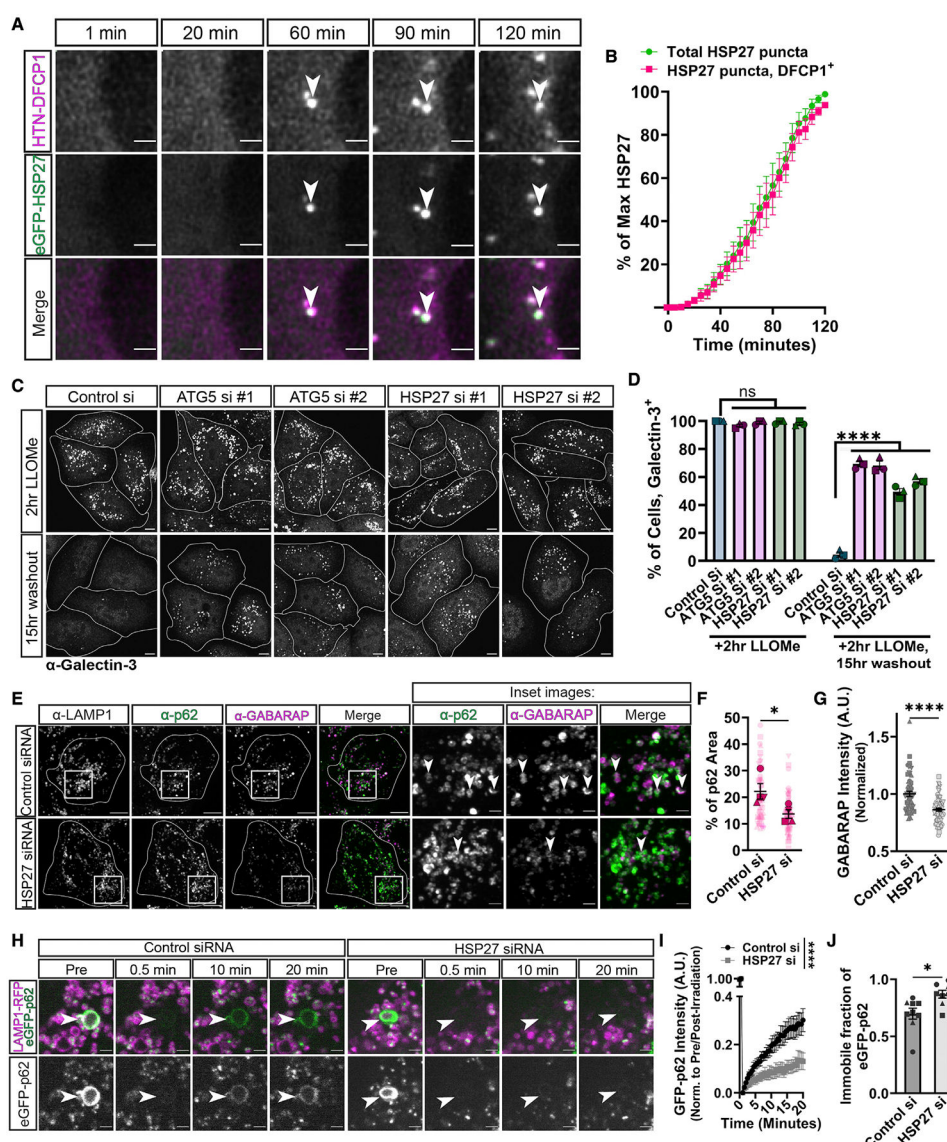 A
1 min 20 min 60 min 90 min 120 min
HTN-DFCP1
eGFP-HSP27
Merge
B
Total HSP27 puncta
HSP27 puncta, DFCP1+
% of Max HSP27
100
80
60
40
20
0 40 80 120
Time (minutes)
C
Control si ATG5 si #1 ATG5 si #2 HSP27 si #1 HSP27 si #2
2hr LLOMe
15hr washout
α-Galectin-3
D
ns
****
% of Cells, Galectin-3+
100
80
60
40
20
0
Control Si
ATG5 Si #1
ATG5 Si #2
HSP27 Si #1
HSP27 Si #2
Control Si
ATG5 Si #1
ATG5 Si #2
HSP27 Si #1
HSP27 Si #2
+2hr LLOMe
+2hr LLOMe,
15hr washout
E
Inset images:
α-LAMP1 α-p62 α-GABARAP Merge α-p62 α-GABARAP Merge
Control siRNA
HSP27 siRNA
F
*
% of p62 Area
50
40
30
20
10
0
Control si
HSP27 si
G
****
GABARAP Intensity (A.U.)
(Normalized)
1.5
1.0
0.5
Control si
HSP27 si
H
Control siRNA HSP27 siRNA
Pre 0.5 min 10 min 20 min Pre 0.5 min 10 min 20 min
LAMP1-RFP
eGFP-p62
eGFP-p62
I
Control si
HSP27 si
****
GFP-p62 Intensity (A.U.)
(Norm. to Pre/Post-Irradiation)
1.0
0.4
0.2
0.0
0 5 10 15 20
Time (Minutes)
J
*
Immobile fraction of
eGFP-p62
1.0
0.5
0.0
Control si
HSP27 si